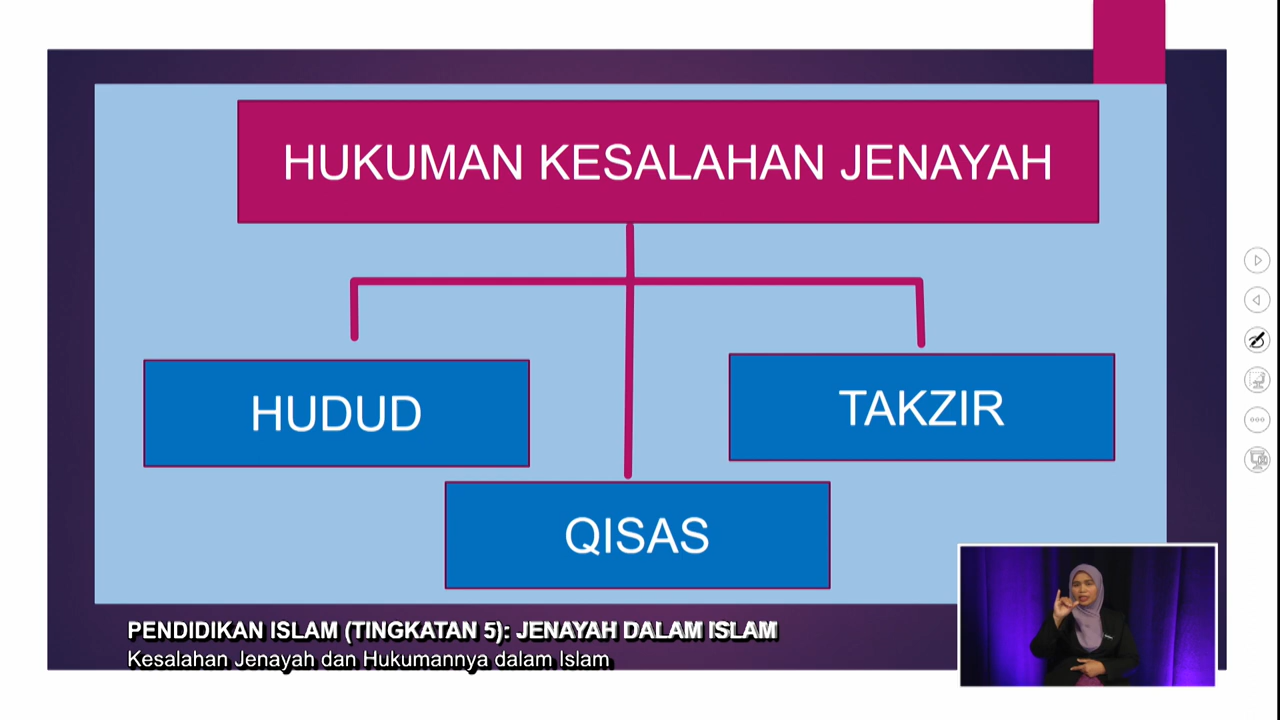 HUKUMAN KESALAHAN JENAYAH
HUDUD
TAKZIR
QISAS
PENDIDIKAN ISLAM (TINGKATAN 5): JENAYAH DALAM ISLAM
Kesalahan Jenayah dan Hukumannya dalam Islam